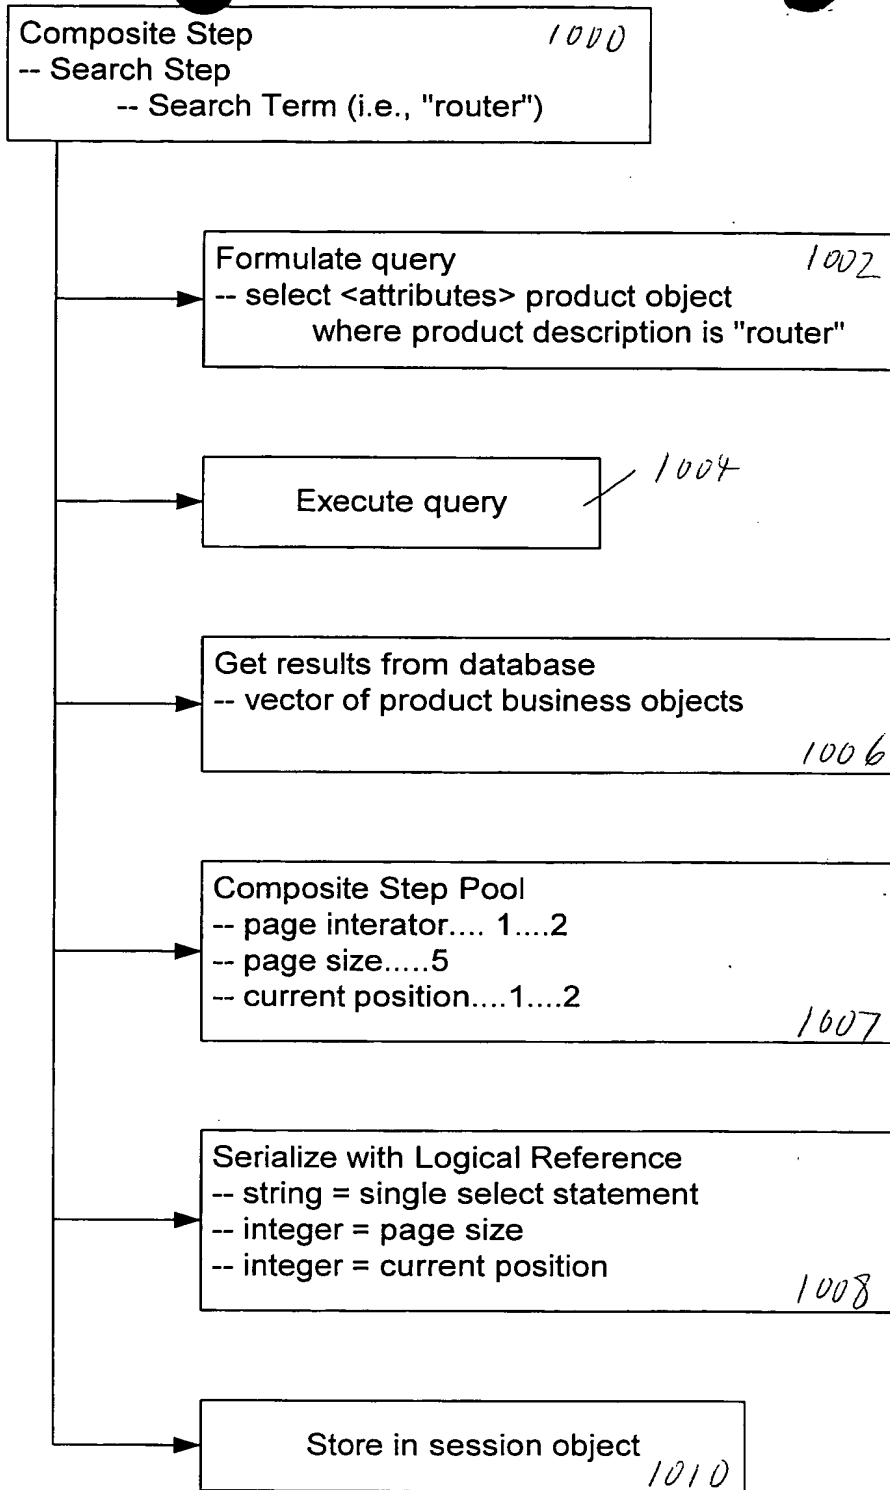 Composite Step 1000
-- Search Step
-- Search Term (i.e., "router")
Formulate query 1002
-- select <attributes> product object
where product description is "router"
Execute query 1004
Get results from database
-- vector of product business objects
1006
Composite Step Pool
-- page interator.... 1....2
-- page size.....5
-- current position....1....2
1007
Serialize with Logical Reference
-- string = single select statement
-- integer = page size
-- integer = current position
1008
Store in session object
1010